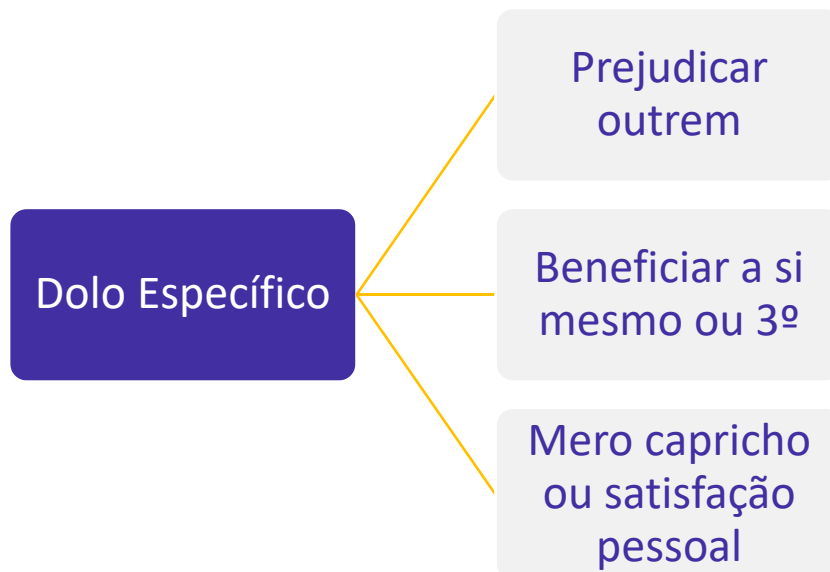 Prejudicar
outrem
Dolo Específico
Beneficiar a si
mesmo ou 3º
Mero capricho
ou satisfação
pessoal